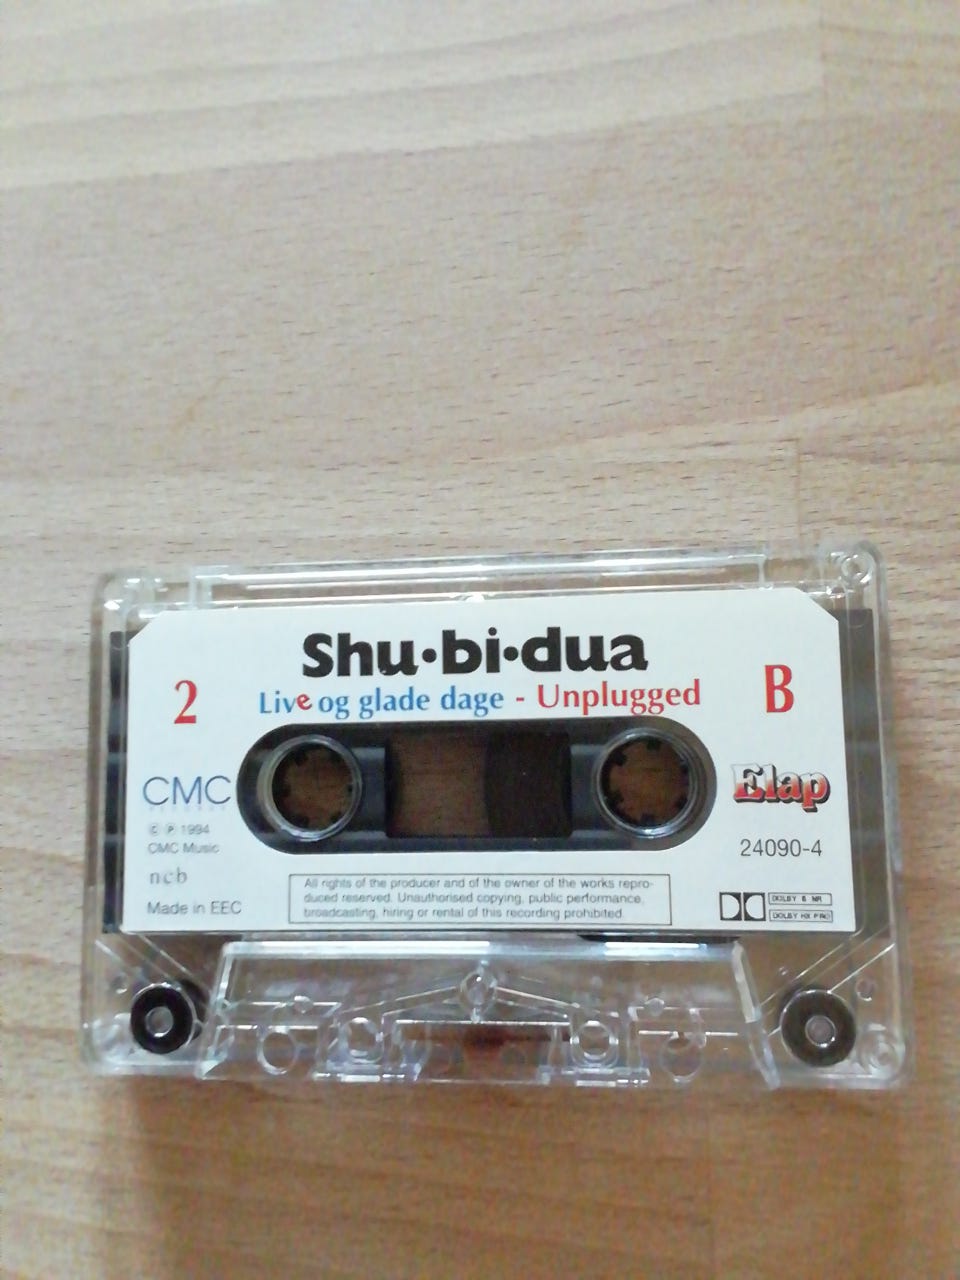 Shu•bi•dua
2
Live og glade dage - Unplugged
B
CMC
Elap
© ℗ 1994
CMC Music
24090-4
ncb
Made in EEC
All rights of the producer and of the owner of the works repro-
duced reserved. Unauthorised copying, public performance,
broadcasting, hiring or rental of this recording prohibited.
DOLBY B NR
DOLBY HX PRO